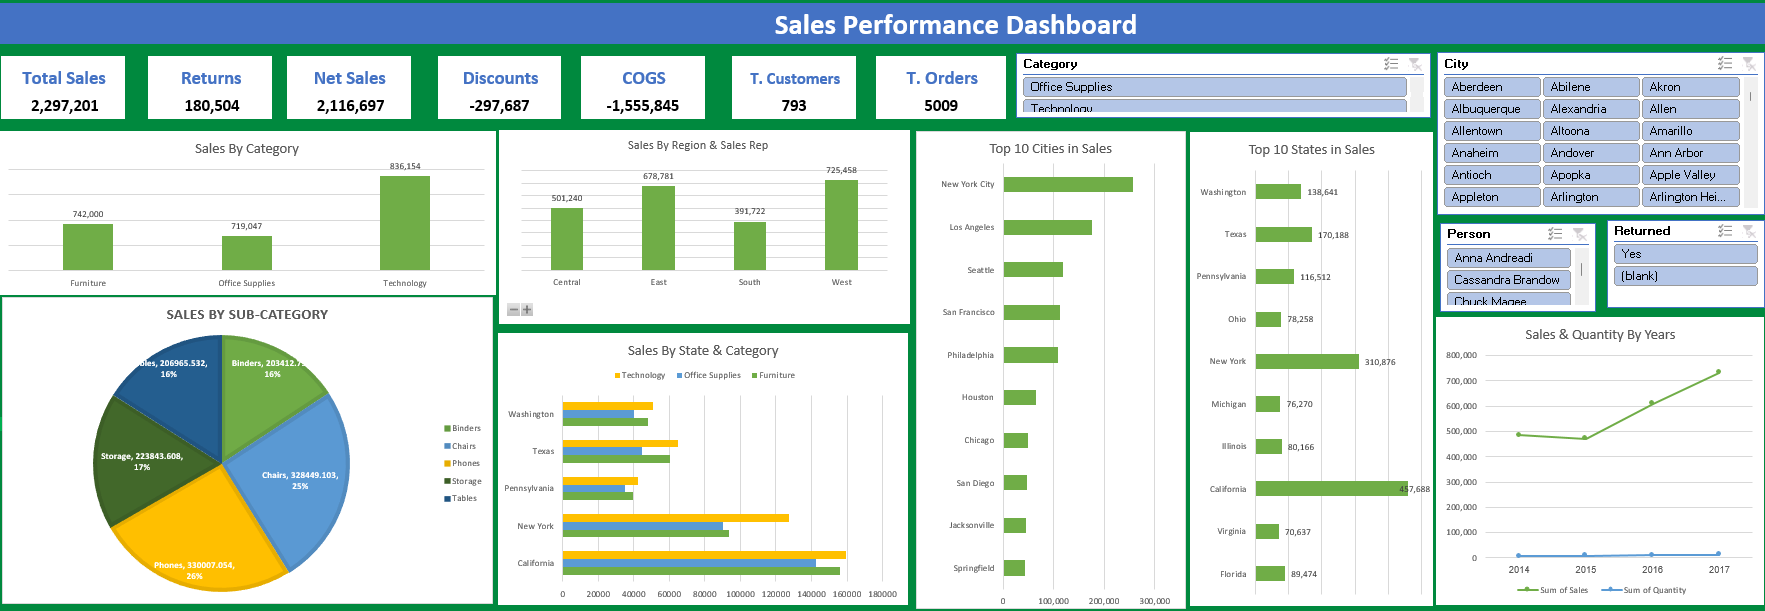 Sales Performance Dashboard
Total Sales
2,297,201
Returns
180,504
Net Sales
2,116,697
Discounts
-297,687
COGS
-1,555,845
T. Customers
793
T. Orders
5009
Category
Office Supplies
Technology
City
Aberdeen Abilene Akron
Albuquerque Alexandria Allen
Allentown Altoona Amarillo
Anaheim Andover Ann Arbor
Antioch Apopka Apple Valley
Appleton Arlington Arlington Hei...
Person
Anna Andreadi
Cassandra Brandow
Chuck Magee
Returned
Yes
(blank)
Sales By Category
742,000
719,047
836,154
Furniture Office Supplies Technology
Sales By Region & Sales Rep
501,240
678,781
391,722
725,458
Central East South West
SALES BY SUB-CATEGORY
bles, 206965.532,
16%
Binders, 203412.7
16%
Storage, 223843.608,
17%
Chairs, 328449.103,
25%
Phones, 330007.054,
26%
Binders
Chairs
Phones
Storage
Tables
Sales By State & Category
Technology Office Supplies Furniture
Washington
Texas
Pennsylvania
New York
California
0 20000 40000 60000 80000 100000 120000 140000 160000 180000
Top 10 Cities in Sales
New York City
Los Angeles
Seattle
San Francisco
Philadelphia
Houston
Chicago
San Diego
Jacksonville
Springfield
0 100,000 200,000 300,000
Top 10 States in Sales
Washington 138,641
Texas 170,188
Pennsylvania 116,512
Ohio 78,258
New York 310,876
Michigan 76,270
Illinois 80,166
California 457,688
Virginia 70,637
Florida 89,474
Sales & Quantity By Years
800,000
700,000
600,000
500,000
400,000
300,000
200,000
100,000
0
2014 2015 2016 2017
Sum of Sales Sum of Quantity